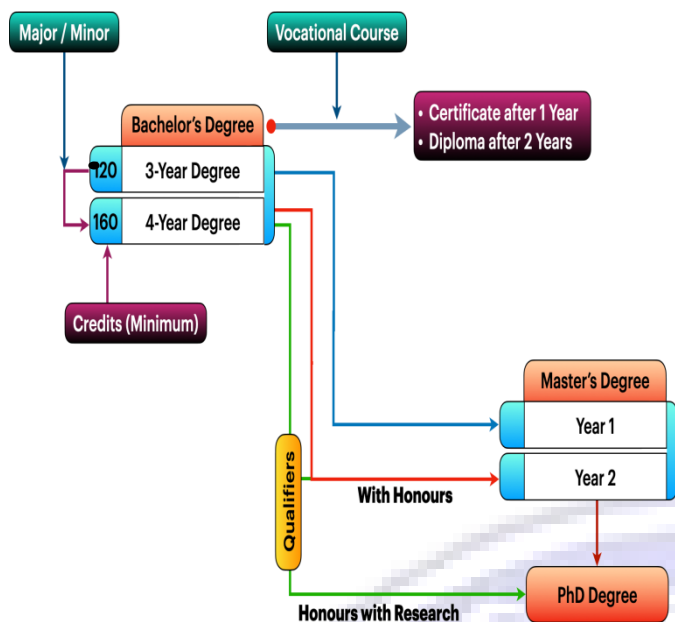 Major / Minor
Vocational Course
Bachelor's Degree
• Certificate after 1 Year
• Diploma after 2 Years
120
3-Year Degree
160
4-Year Degree
Credits (Minimum)
Master's Degree
Year 1
Year 2
Qualifiers
With Honours
PhD Degree
Honours with Research